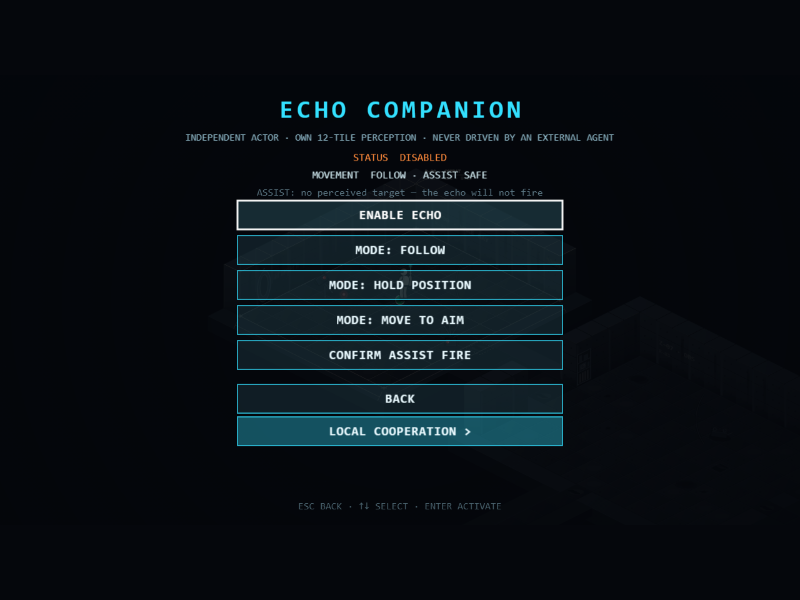 ECHO COMPANION
INDEPENDENT ACTOR · OWN 12-TILE PERCEPTION · NEVER DRIVEN BY AN EXTERNAL AGENT
STATUS  DISABLED
MOVEMENT  FOLLOW · ASSIST SAFE
ASSIST: no perceived target — the echo will not fire
ENABLE ECHO
MODE: FOLLOW
MODE: HOLD POSITION
MODE: MOVE TO AIM
CONFIRM ASSIST FIRE
BACK
LOCAL COOPERATION >
ESC BACK · ↑↓ SELECT · ENTER ACTIVATE